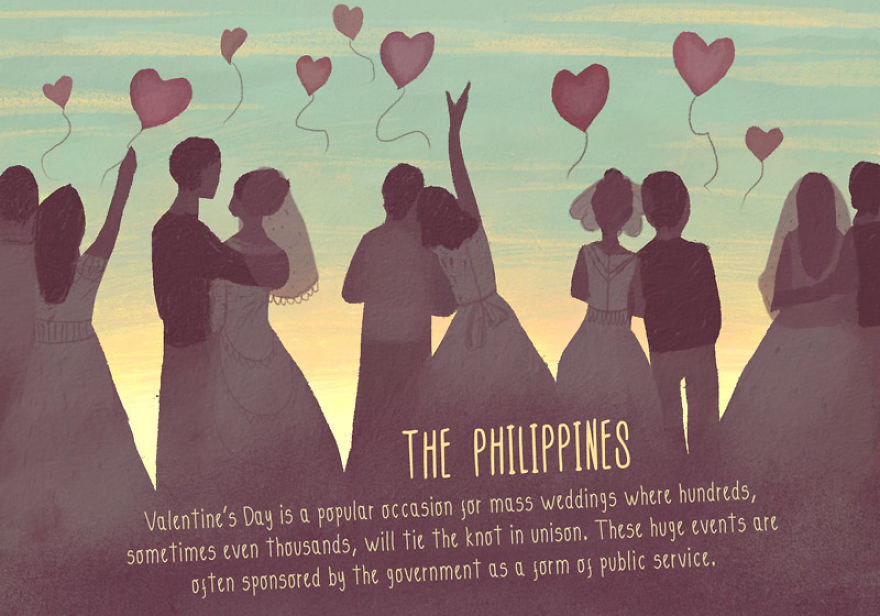 THE PHILIPPINES
Valentine's Day is a popular occasion for mass weddings where hundreds,
sometimes even thousands, will tie the knot in unison. These huge events are
often sponsored by the government as a form of public service.